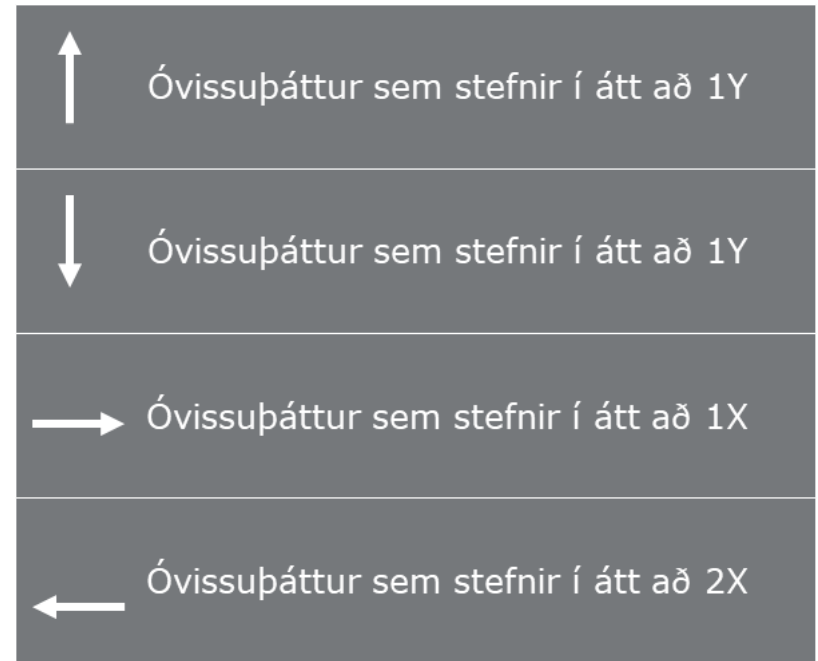 Óvissuþáttur sem stefnir í átt að 1Y
Óvissuþáttur sem stefnir í átt að 1Y
Óvissuþáttur sem stefnir í átt að 1X
Óvissuþáttur sem stefnir í átt að 2X